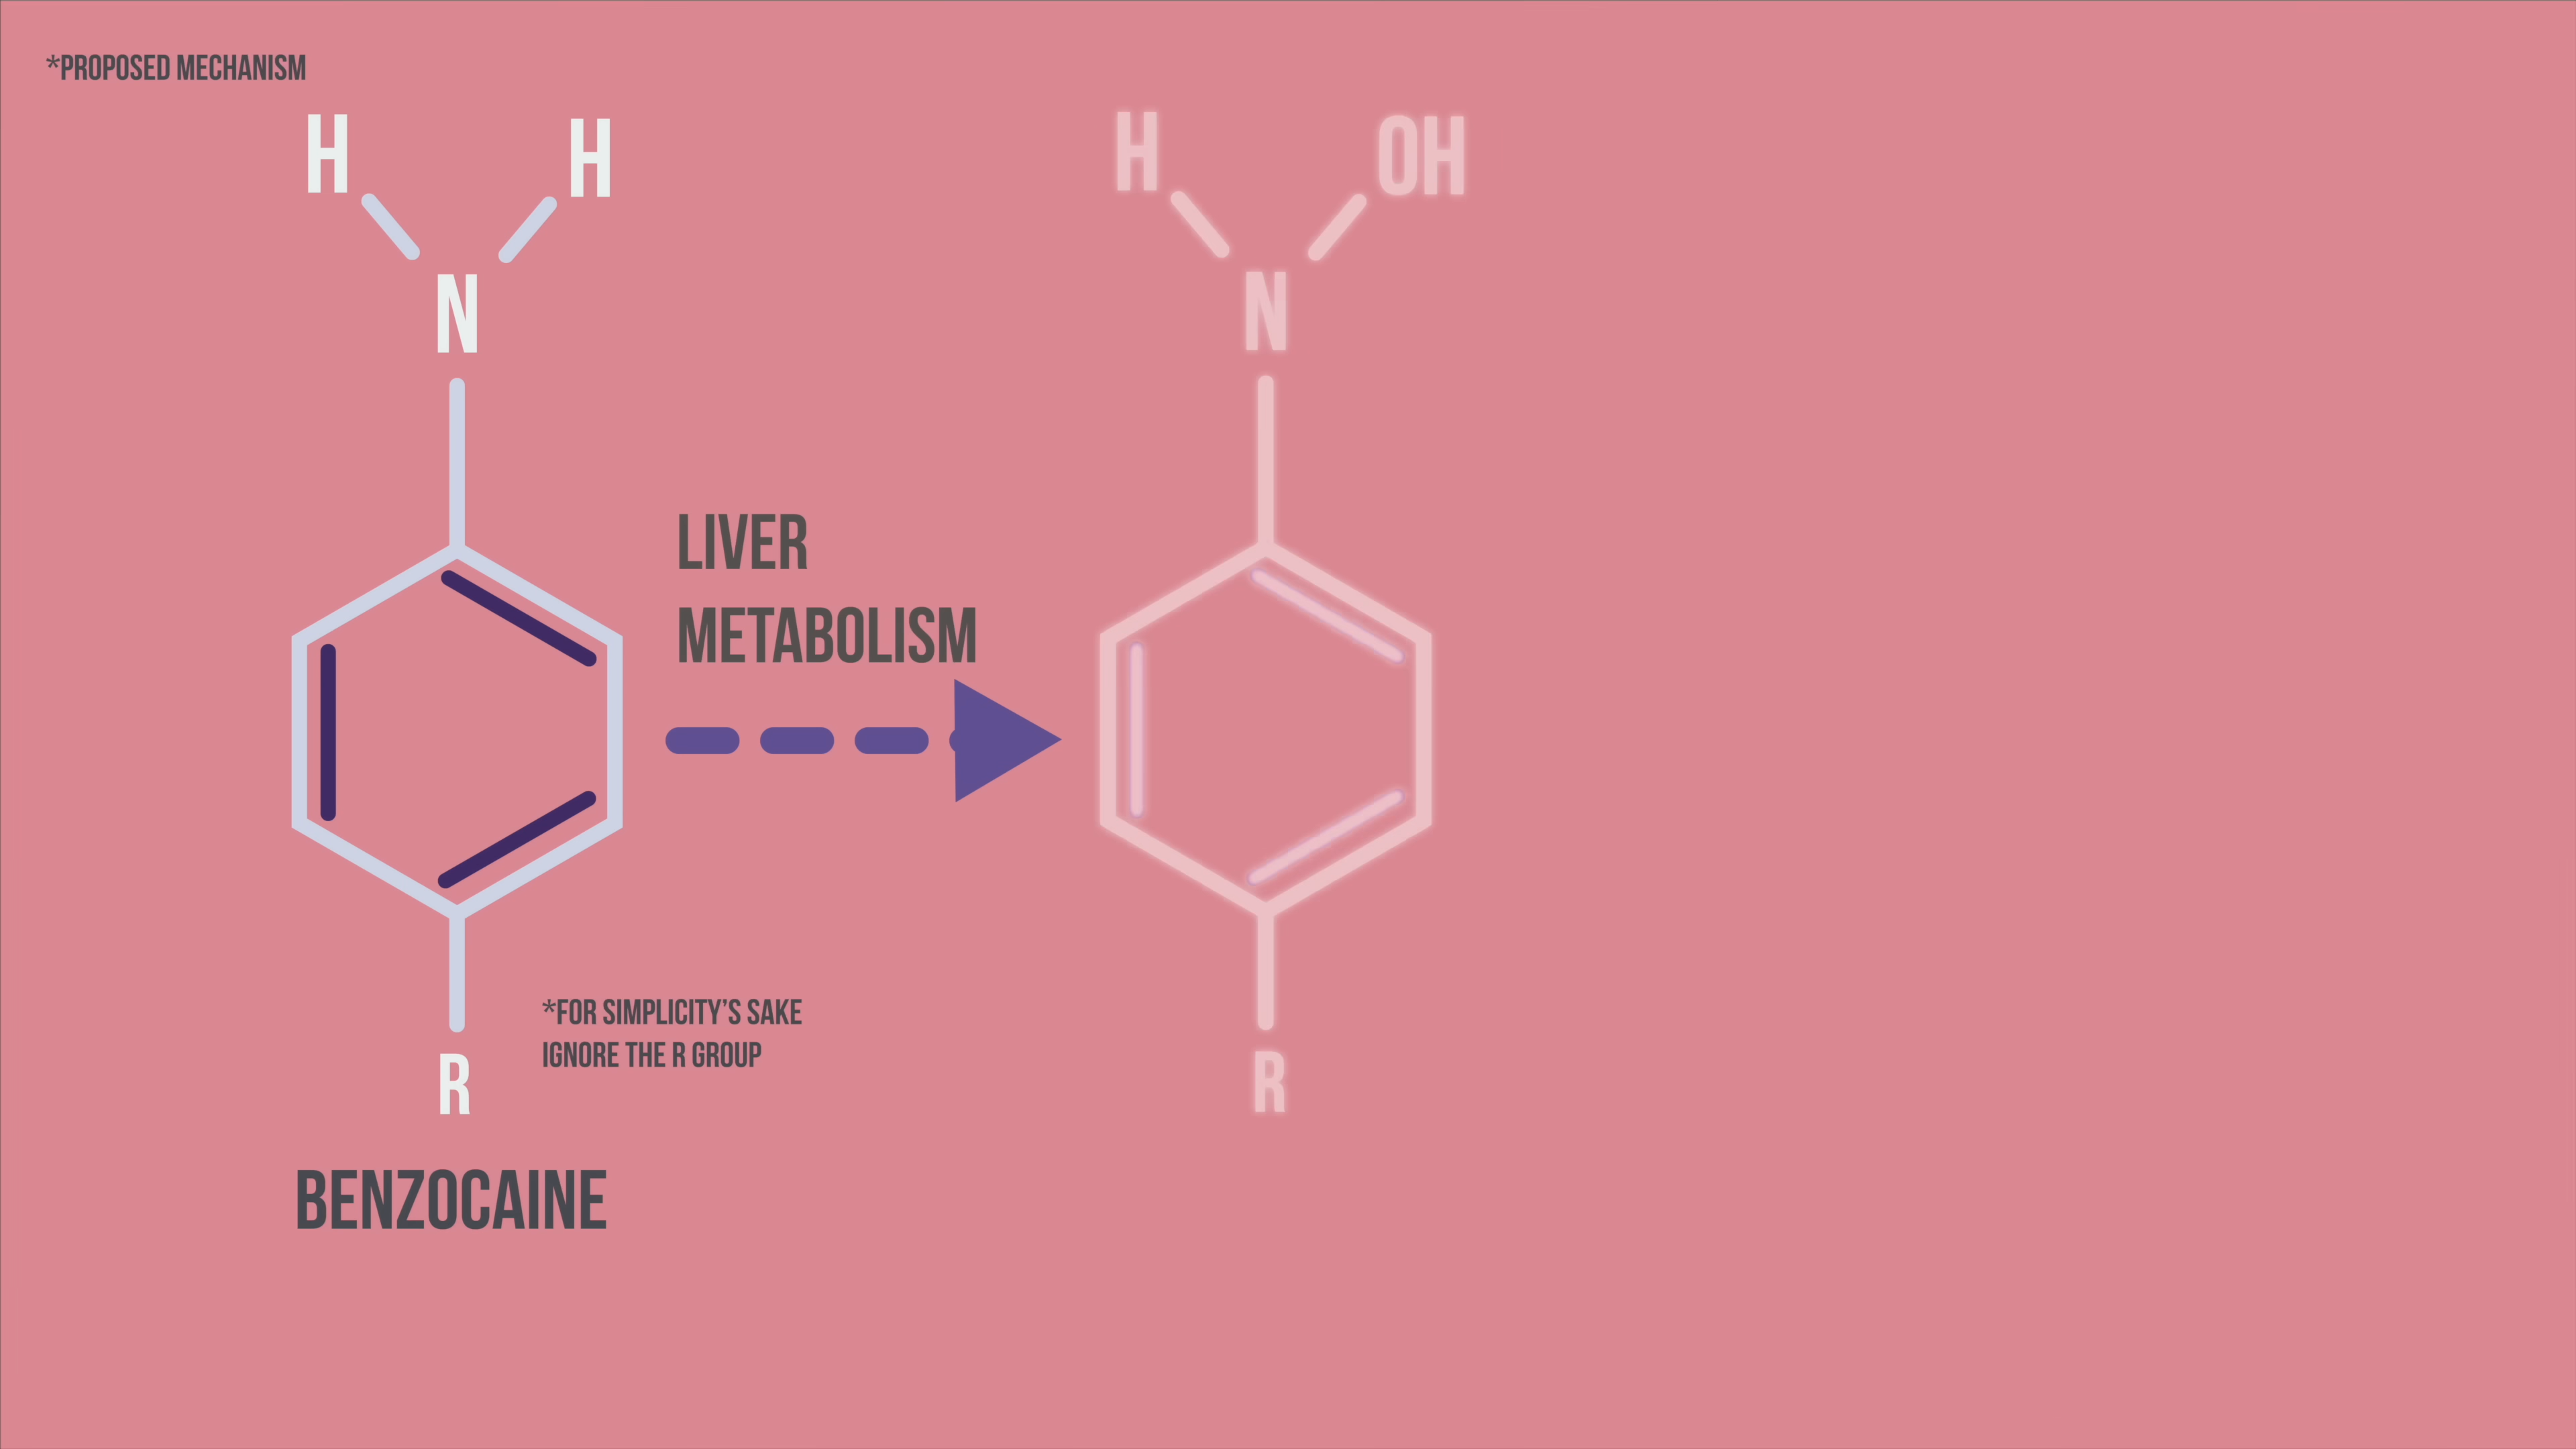 *PROPOSED MECHANISM
H H
N
H OH
N
LIVER
METABOLISM
*FOR SIMPLICITY'S SAKE
IGNORE THE R GROUP
R
R
BENZOCAINE